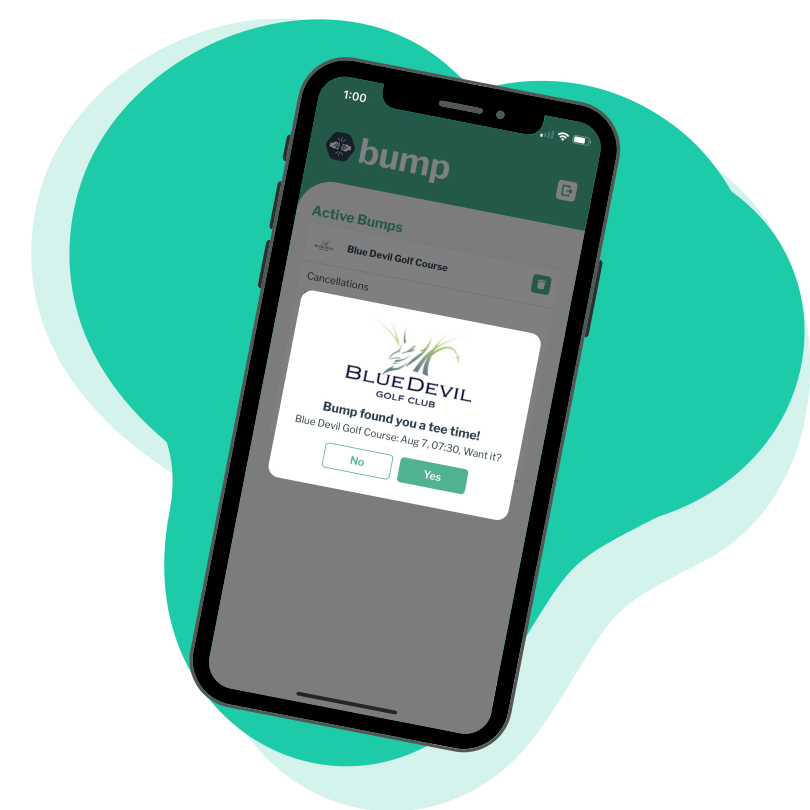 1:00
bump
Active Bumps
Blue Devil Golf Course
Cancellations
BLUE DEVIL
GOLF CLUB
Bump found you a tee time!
Blue Devil Golf Course: Aug 7, 07:30, Want it?
No
Yes